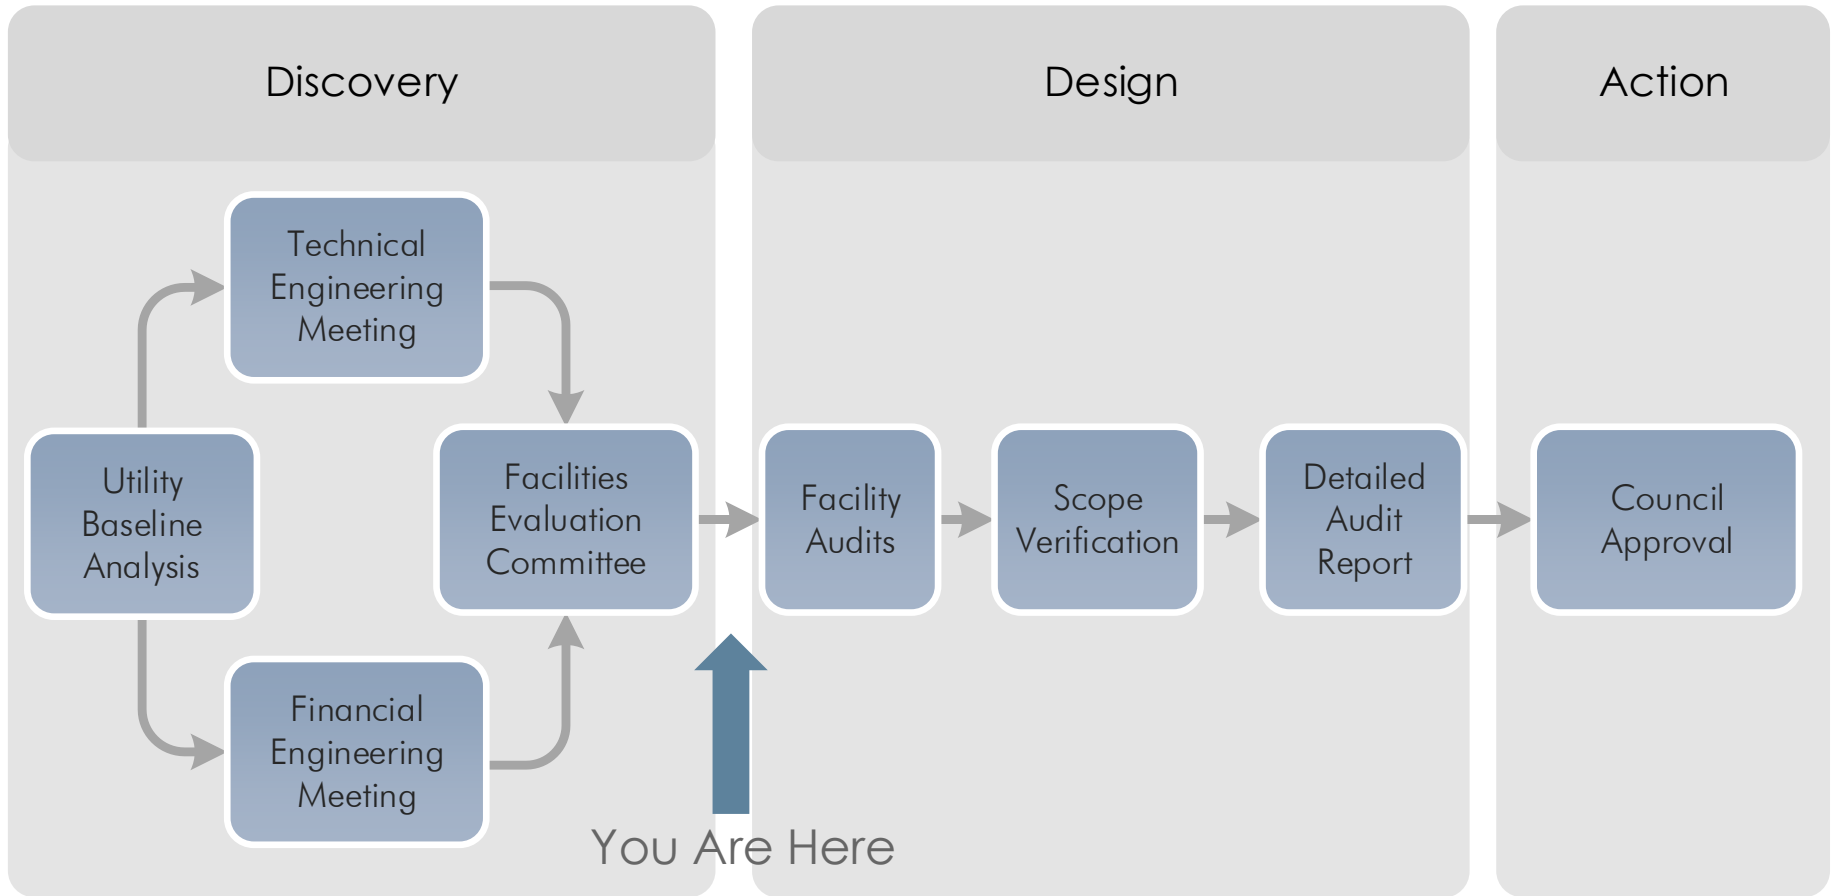 Discovery
Design
Action
Technical
Engineering
Meeting
Utility
Baseline
Analysis
Facilities
Evaluation
Committee
Financial
Engineering
Meeting
Facility
Audits
Scope
Verification
Detailed
Audit
Report
Council
Approval
You Are Here